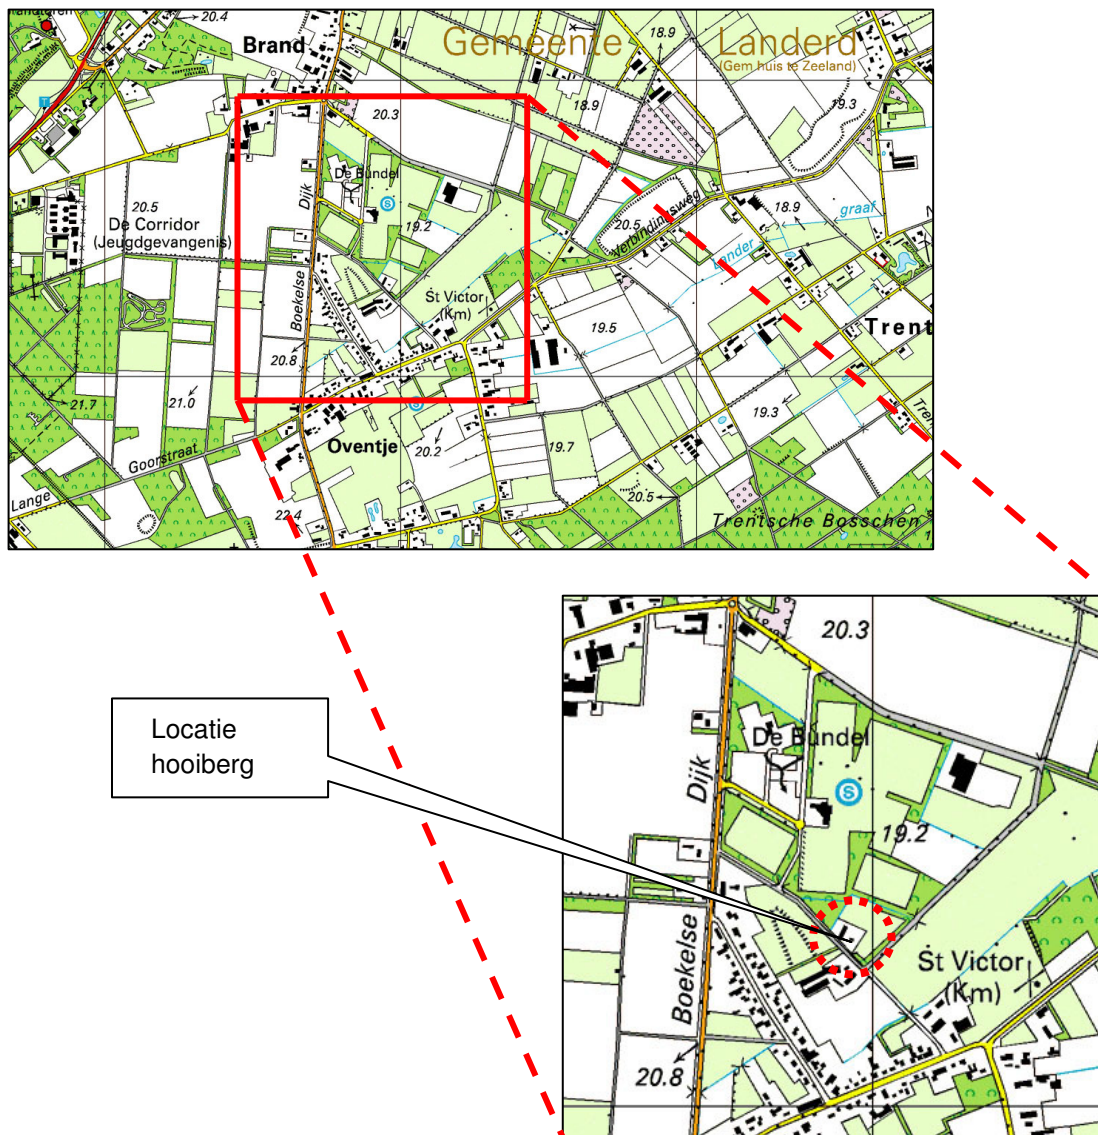 20.4
Brand
Gemeente Landerd
(Gem huis te Zeeland)
18.9
18.9
19.3
20.3
T
De Bundel
20.5
De Corridor
(Jeugdgevangenis)
Dijk
S
19.2
20.5
Verbindingsweg
18.9
graaf
Lander
Boekelse
St Victor
(Km)
19.5
Trent
20.8
21.7
21.0
19.3
Oventje
20.2
19.7
Goorstraat
Lange
22.4
20.5
Trentsche Bosschen
20.3
Locatie
hooiberg
De Bundel
Dijk
S
19.2
Boekelse
St Victor
(Km)
20.8